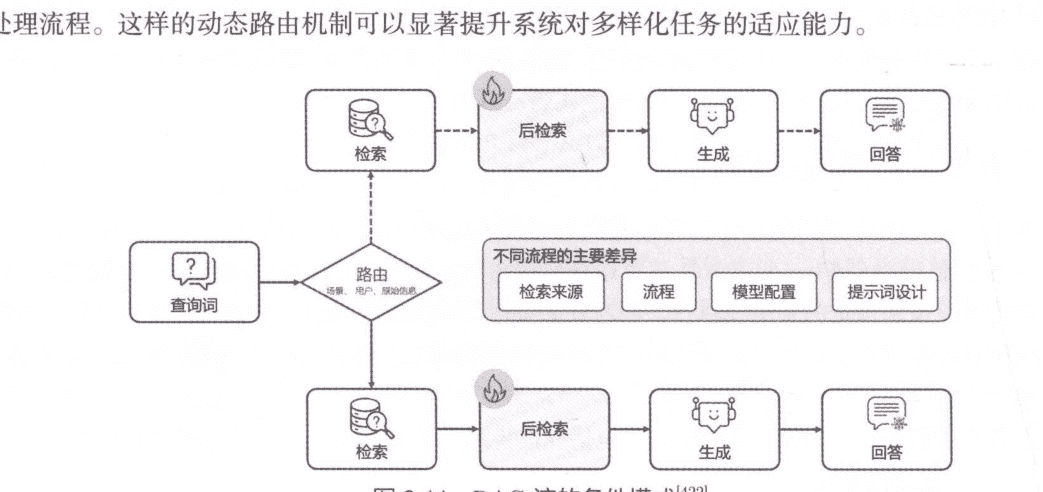 处理流程。这样的动态路由机制可以显著提升系统对多样化任务的适应能力。
检索
后检索
生成
回答
查询词
路由
场景、用户、原始信息
不同流程的主要差异
检索来源
流程
模型配置
提示词设计
检索
后检索
生成
回答